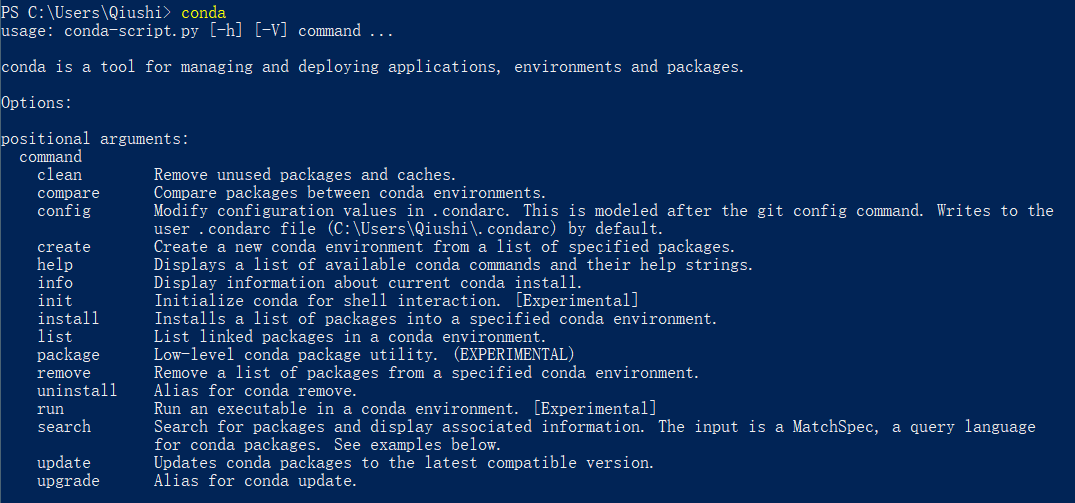 PS C:\Users\Qiushi> conda
usage: conda-script.py [-h] [-V] command ...
conda is a tool for managing and deploying applications, environments and packages.
Options:
positional arguments:
command
clean Remove unused packages and caches.
compare Compare packages between conda environments.
config Modify configuration values in .condarc. This is modeled after the git config command. Writes to the
user .condarc file (C:\Users\Qiushi\.condarc) by default.
create Create a new conda environment from a list of specified packages.
help Displays a list of available conda commands and their help strings.
info Display information about current conda install.
init Initialize conda for shell interaction. [Experimental]
install Installs a list of packages into a specified conda environment.
list List linked packages in a conda environment.
package Low-level conda package utility. (EXPERIMENTAL)
remove Remove a list of packages from a specified conda environment.
uninstall Alias for conda remove.
run Run an executable in a conda environment. [Experimental]
search Search for packages and display associated information. The input is a MatchSpec, a query language
for conda packages. See examples below.
update Updates conda packages to the latest compatible version.
upgrade Alias for conda update.